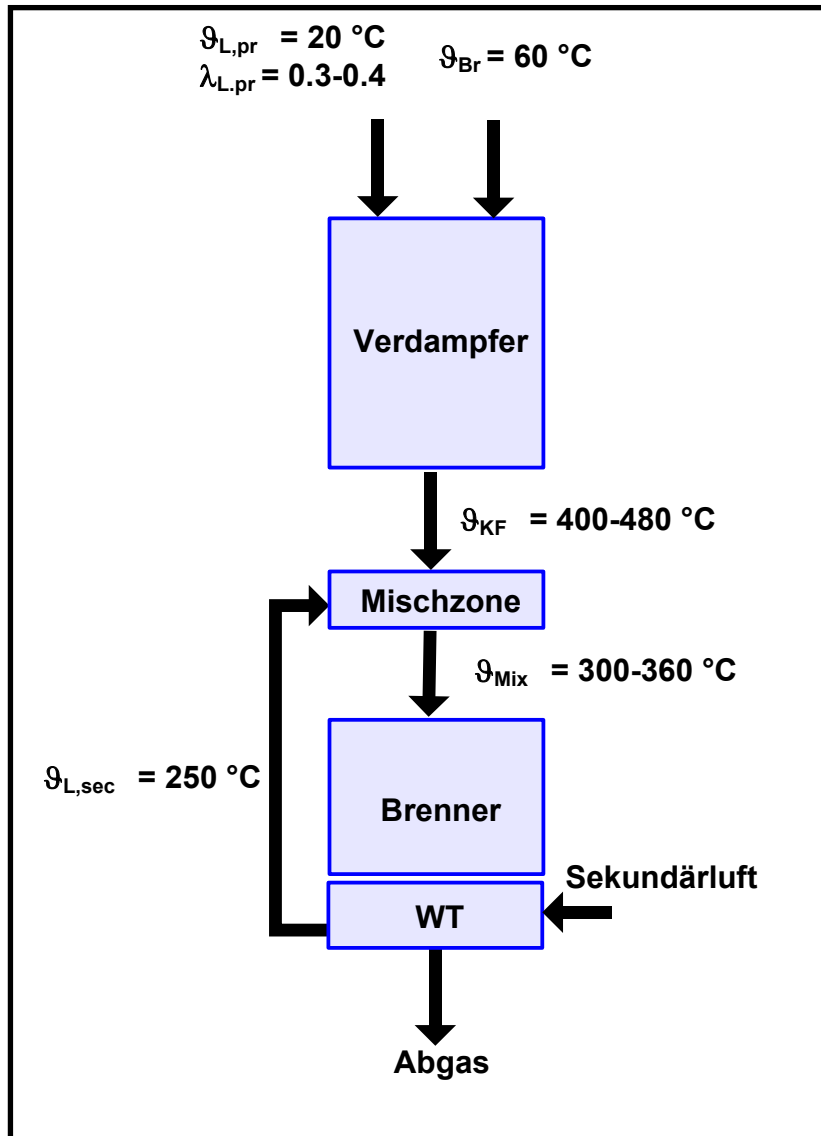 ϑL,pr = 20 °C
λL.pr = 0.3-0.4
ϑBr = 60 °C
Verdampfer
ϑKF = 400-480 °C
Mischzone
ϑMix = 300-360 °C
ϑL,sec = 250 °C
Brenner
Sekundärluft
WT
Abgas